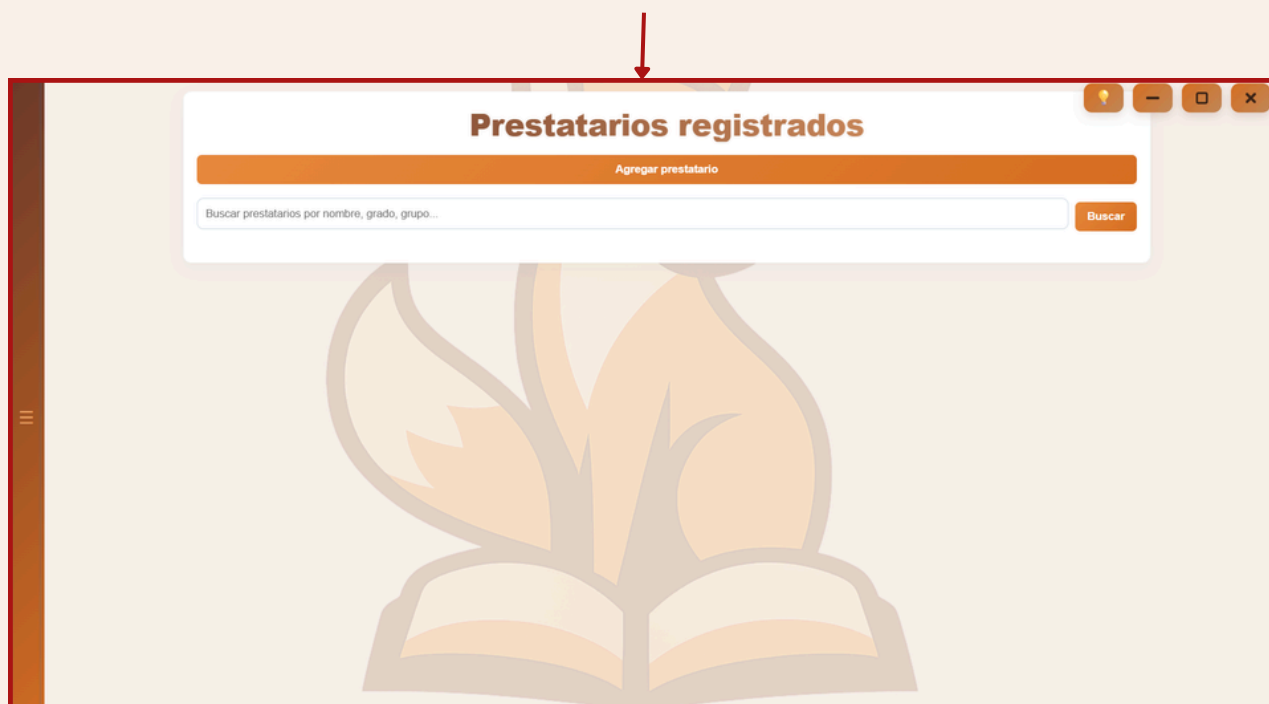 Prestatarios registrados
Agregar prestatario
Buscar prestatarios por nombre, grado, grupo...
Buscar